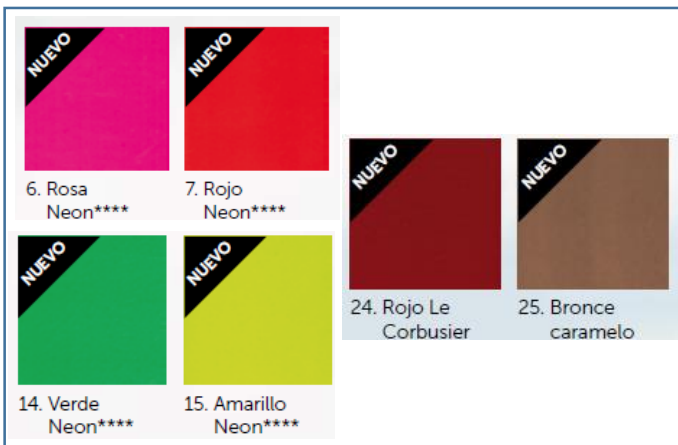 NUEVO
NUEVO
6. Rosa
Neon****
7. Rojo
Neon****
NUEVO
NUEVO
14. Verde
Neon****
15. Amarillo
Neon****
NUEVO
NUEVO
24. Rojo Le
Corbusier
25. Bronce
caramelo